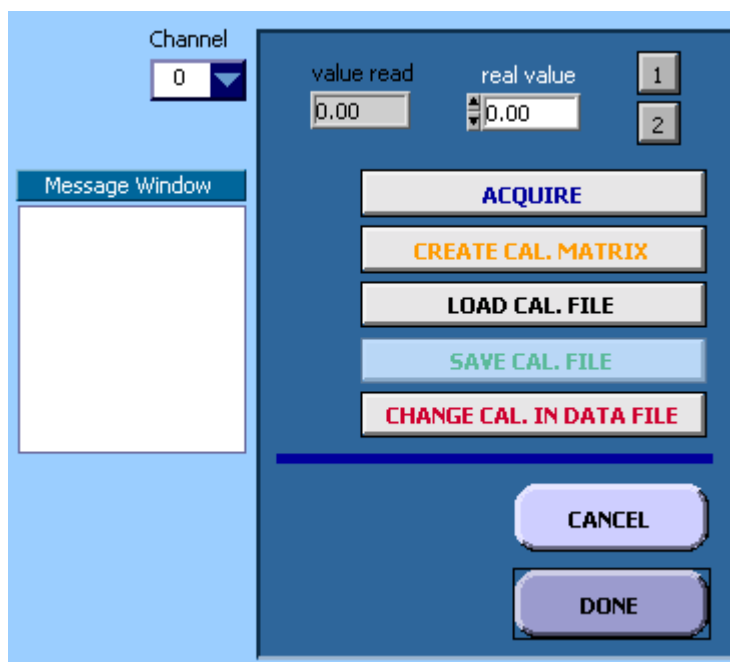 Channel
0
value read
real value
1
0.00
0.00
2
Message Window
ACQUIRE
CREATE CAL. MATRIX
LOAD CAL. FILE
SAVE CAL. FILE
CHANGE CAL. IN DATA FILE
CANCEL
DONE